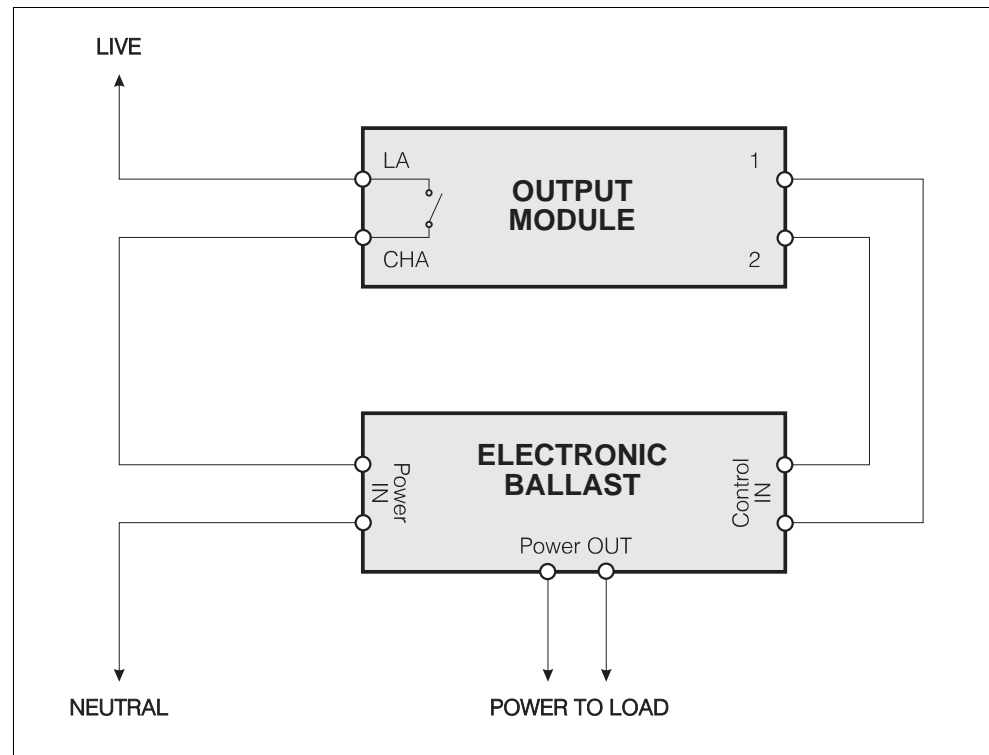 LIVE
LA
1
OUTPUT
MODULE
CHA
2
ELECTRONIC
BALLAST
Power
IN
Control
IN
Power OUT
NEUTRAL
POWER TO LOAD